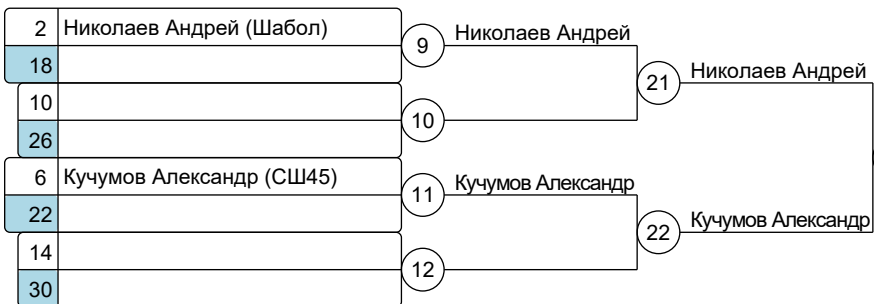 2 Николаев Андрей (Шабол)
9 Николаев Андрей
18
21 Николаев Андрей
10
10
26
6 Кучумов Александр (СШ45)
11 Кучумов Александр
22
22 Кучумов Александр
14
12
30